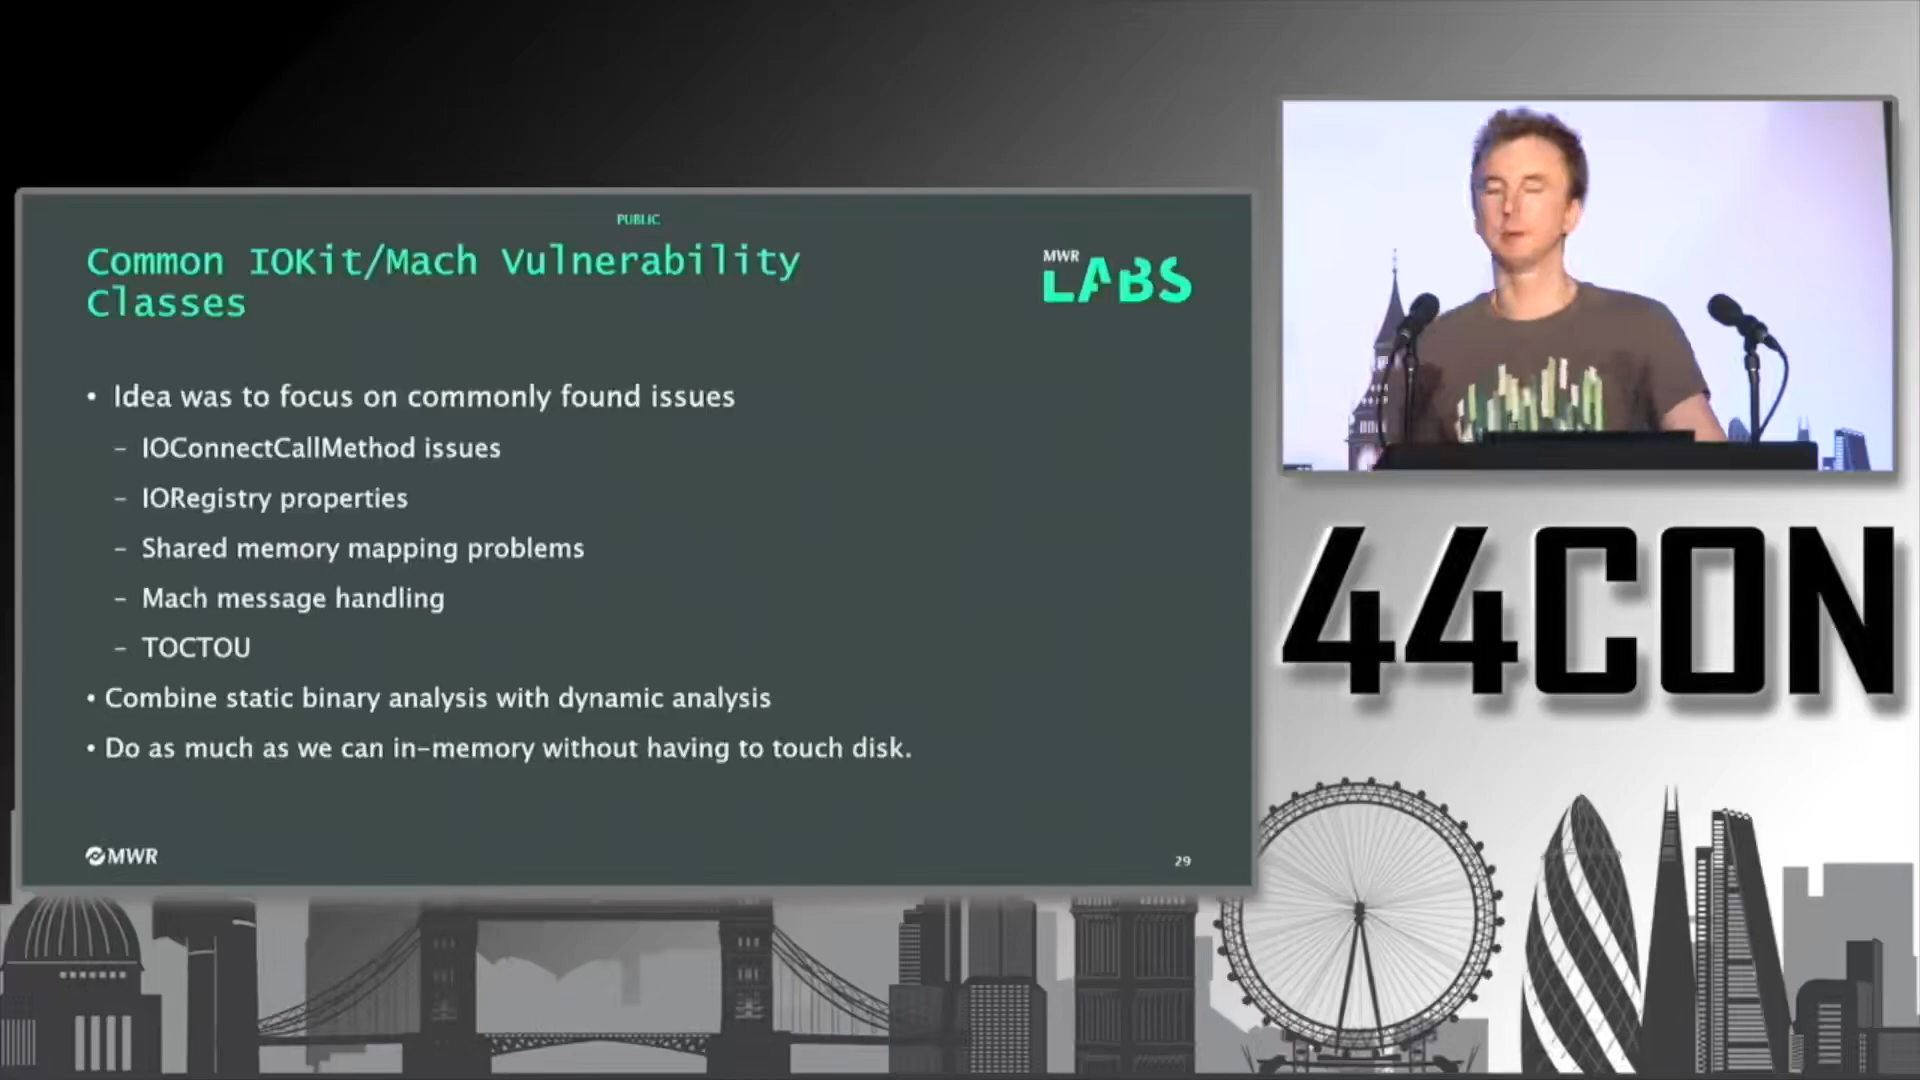 PUBLIC
Common IOKit/Mach Vulnerability
Classes
MWR
LABS
• Idea was to focus on commonly found issues
– IOConnectCallMethod issues
– IORegistry properties
– Shared memory mapping problems
– Mach message handling
– TOCTOU
• Combine static binary analysis with dynamic analysis
• Do as much as we can in-memory without having to touch disk.
MWR
29
44CON